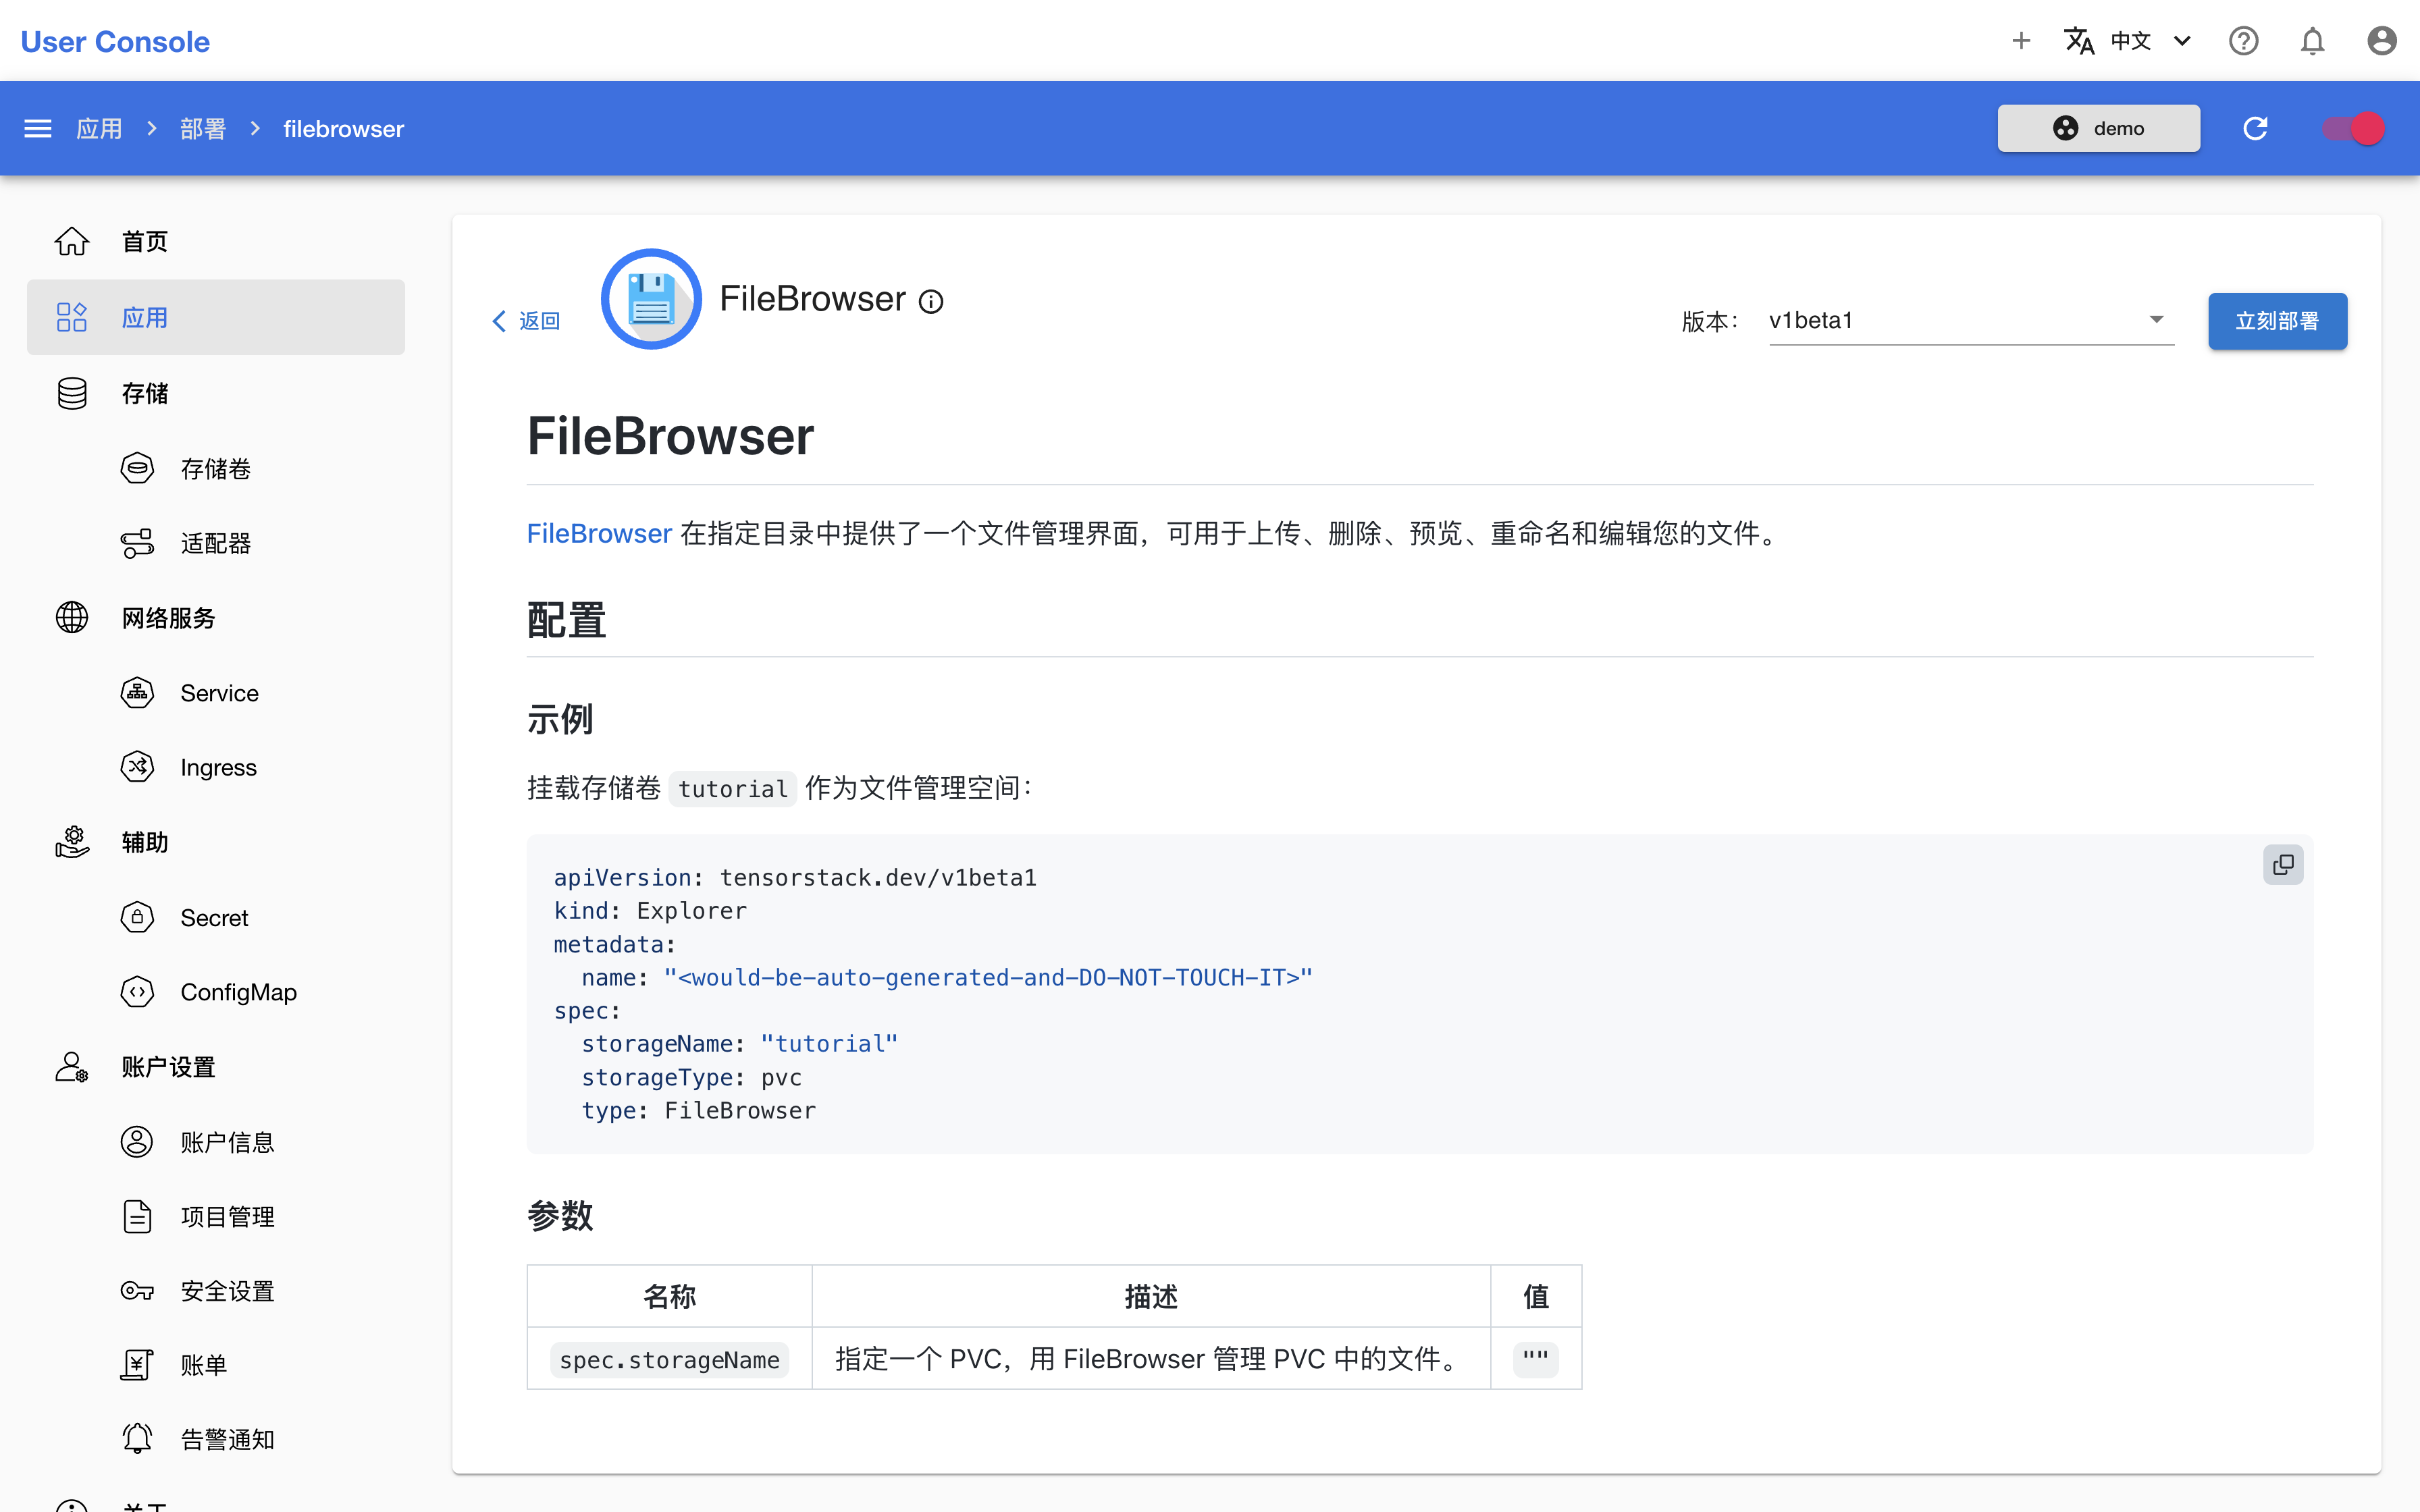 User Console
中文
应用 > 部署 > filebrowser
demo
首页
应用
存储
存储卷
适配器
网络服务
Service
Ingress
辅助
Secret
ConfigMap
账户设置
账户信息
项目管理
安全设置
账单
告警通知
关于
返回
FileBrowser
版本：
v1beta1
立刻部署
FileBrowser
FileBrowser 在指定目录中提供了一个文件管理界面，可用于上传、删除、预览、重命名和编辑您的文件。
配置
示例
挂载存储卷 tutorial 作为文件管理空间：
apiVersion: tensorstack.dev/v1beta1
kind: Explorer
metadata:
  name: "<would-be-auto-generated-and-DO-NOT-TOUCH-IT>"
spec:
  storageName: "tutorial"
  storageType: pvc
  type: FileBrowser
参数
名称 描述 值
spec.storageName 指定一个 PVC，用 FileBrowser 管理 PVC 中的文件。 ""